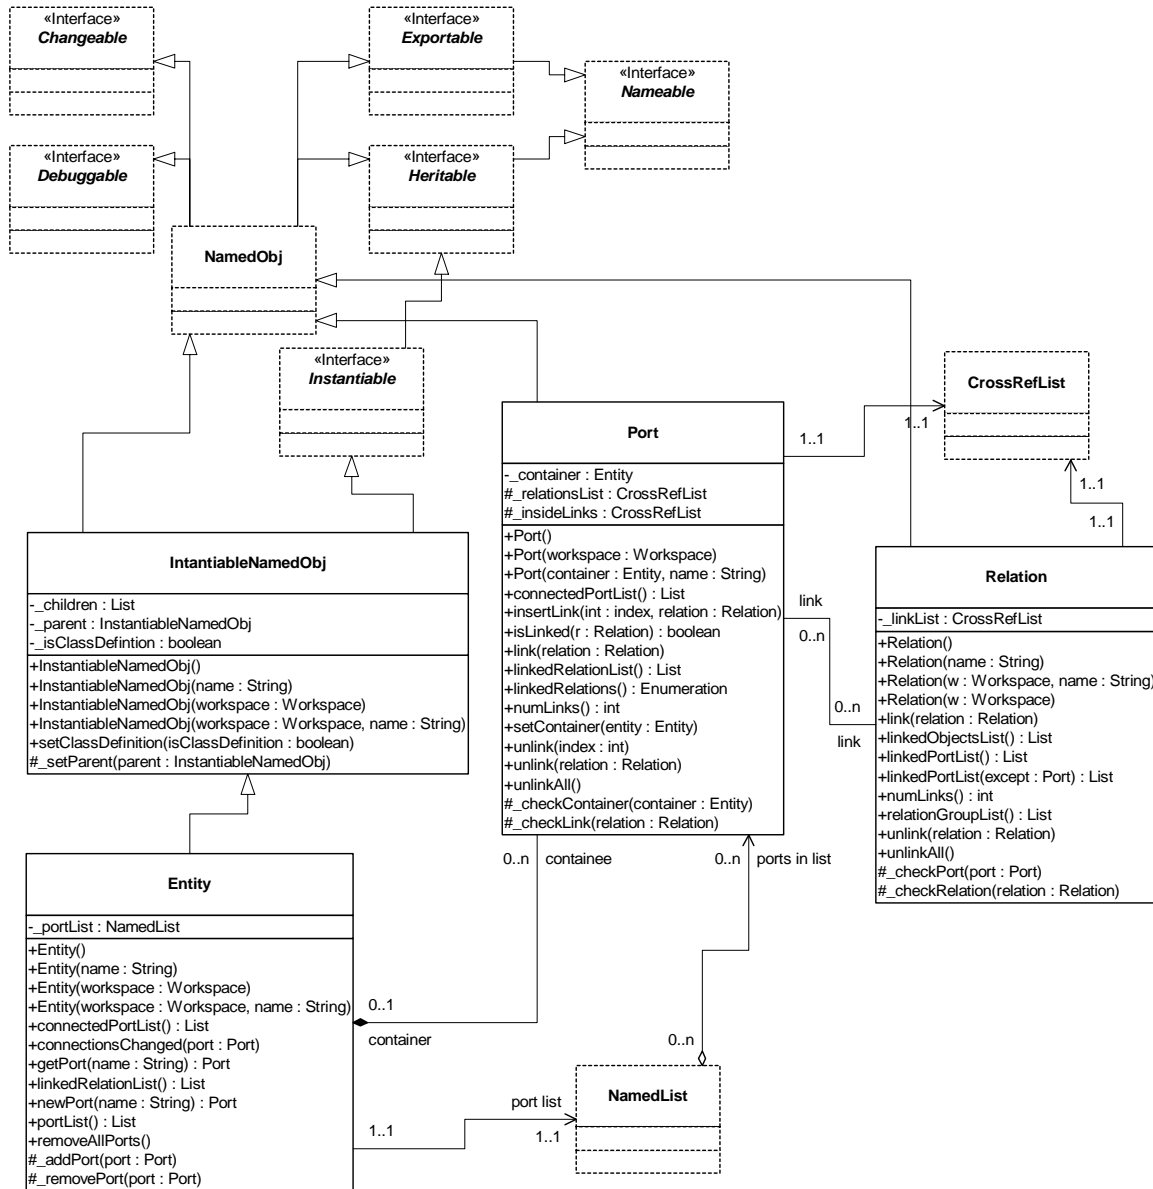 «Interface»
Changeable
«Interface»
Exportable
«Interface»
Nameable
«Interface»
Debuggable
«Interface»
Heritable
NamedObj
«Interface»
Instantiable
CrossRefList
1..1
1..1
1..1
1..1
Port
-_container : Entity
#_relationsList : CrossRefList
#_insideLinks : CrossRefList
+Port()
+Port(workspace : Workspace)
+Port(container : Entity, name : String)
+connectedPortList() : List
+insertLink(int : index, relation : Relation)
+isLinked(r : Relation) : boolean
+link(relation : Relation)
+linkedRelationList() : List
+linkedRelations() : Enumeration
+numLinks() : int
+setContainer(entity : Entity)
+unlink(index : int)
+unlink(relation : Relation)
+unlinkAll()
#_checkContainer(container : Entity)
#_checkLink(relation : Relation)
IntantiableNamedObj
-_children : List
-_parent : InstantiableNamedObj
-_isClassDefintion : boolean
+InstantiableNamedObj()
+InstantiableNamedObj(name : String)
+InstantiableNamedObj(workspace : Workspace)
+InstantiableNamedObj(workspace : Workspace, name : String)
+setClassDefinition(isClassDefinition : boolean)
#_setParent(parent : InstantiableNamedObj)
link
0..n
0..n
link
Relation
-_linkList : CrossRefList
+Relation()
+Relation(name : String)
+Relation(w : Workspace, name : String)
+Relation(w : Workspace)
+link(relation : Relation)
+linkedObjectsList() : List
+linkedPortList() : List
+linkedPortList(except : Port) : List
+numLinks() : int
+relationGroupList() : List
+unlink(relation : Relation)
+unlinkAll()
#_checkPort(port : Port)
#_checkRelation(relation : Relation)
0..n containee
0..n ports in list
Entity
-_portList : NamedList
+Entity()
+Entity(name : String)
+Entity(workspace : Workspace)
+Entity(workspace : Workspace, name : String)
+connectedPortList() : List
+connectionsChanged(port : Port)
+getPort(name : String) : Port
+linkedRelationList() : List
+newPort(name : String) : Port
+portList() : List
+removeAllPorts()
#_addPort(port : Port)
#_removePort(port : Port)
0..1
container
0..n
NamedList
port list
1..1
1..1